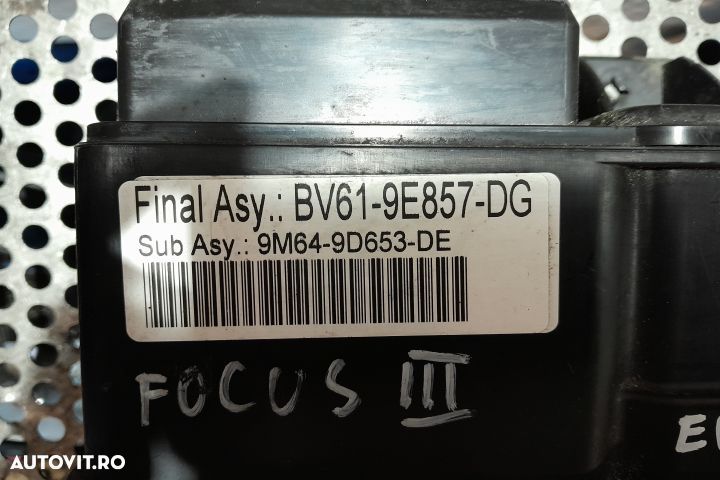 Final Asy.: BV61-9E857-DG
Sub Asy.: 9M64-9D653-DE
FOCUS III
AUTOVIT.RO